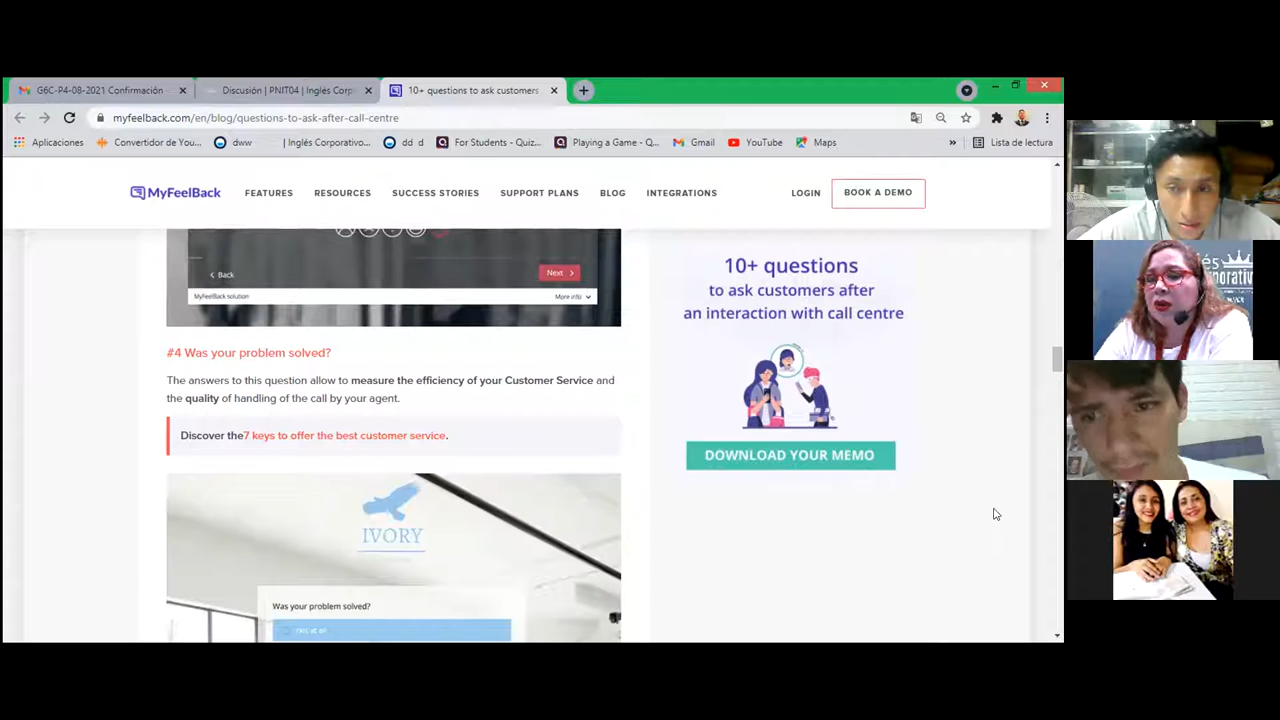 G6C-P4-08-2021 Confirmación
Discusión | PNIT04 | Inglés Corp
10+ questions to ask customers
myfeelback.com/en/blog/questions-to-ask-after-call-centre
Aplicaciones
Convertidor de You...
dww
| Inglés Corporativo...
dd d
For Students - Quiz...
Playing a Game - Q...
Gmail
YouTube
Maps
»
Lista de lectura
MyFeelBack
FEATURES
RESOURCES
SUCCESS STORIES
SUPPORT PLANS
BLOG
INTEGRATIONS
LOGIN
BOOK A DEMO
Back
Next
MyFeelBack solution
More info
#4 Was your problem solved?
The answers to this question allow to measure the efficiency of your Customer Service and
the quality of handling of the call by your agent.
Discover the7 keys to offer the best customer service.
IVORY
Was your problem solved?
Not at all
10+ questions
to ask customers after
an interaction with call centre
DOWNLOAD YOUR MEMO